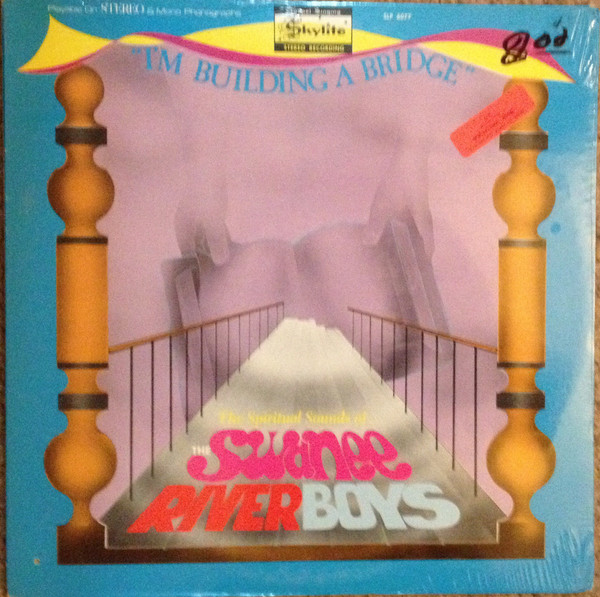 Playable On STEREO & Mono Phonographs
Skylite
STEREO RECORDING
SLP 6077
"I'M BUILDING A BRIDGE"
The Spiritual Sounds of
THE
Swanee
RIVER BOYS